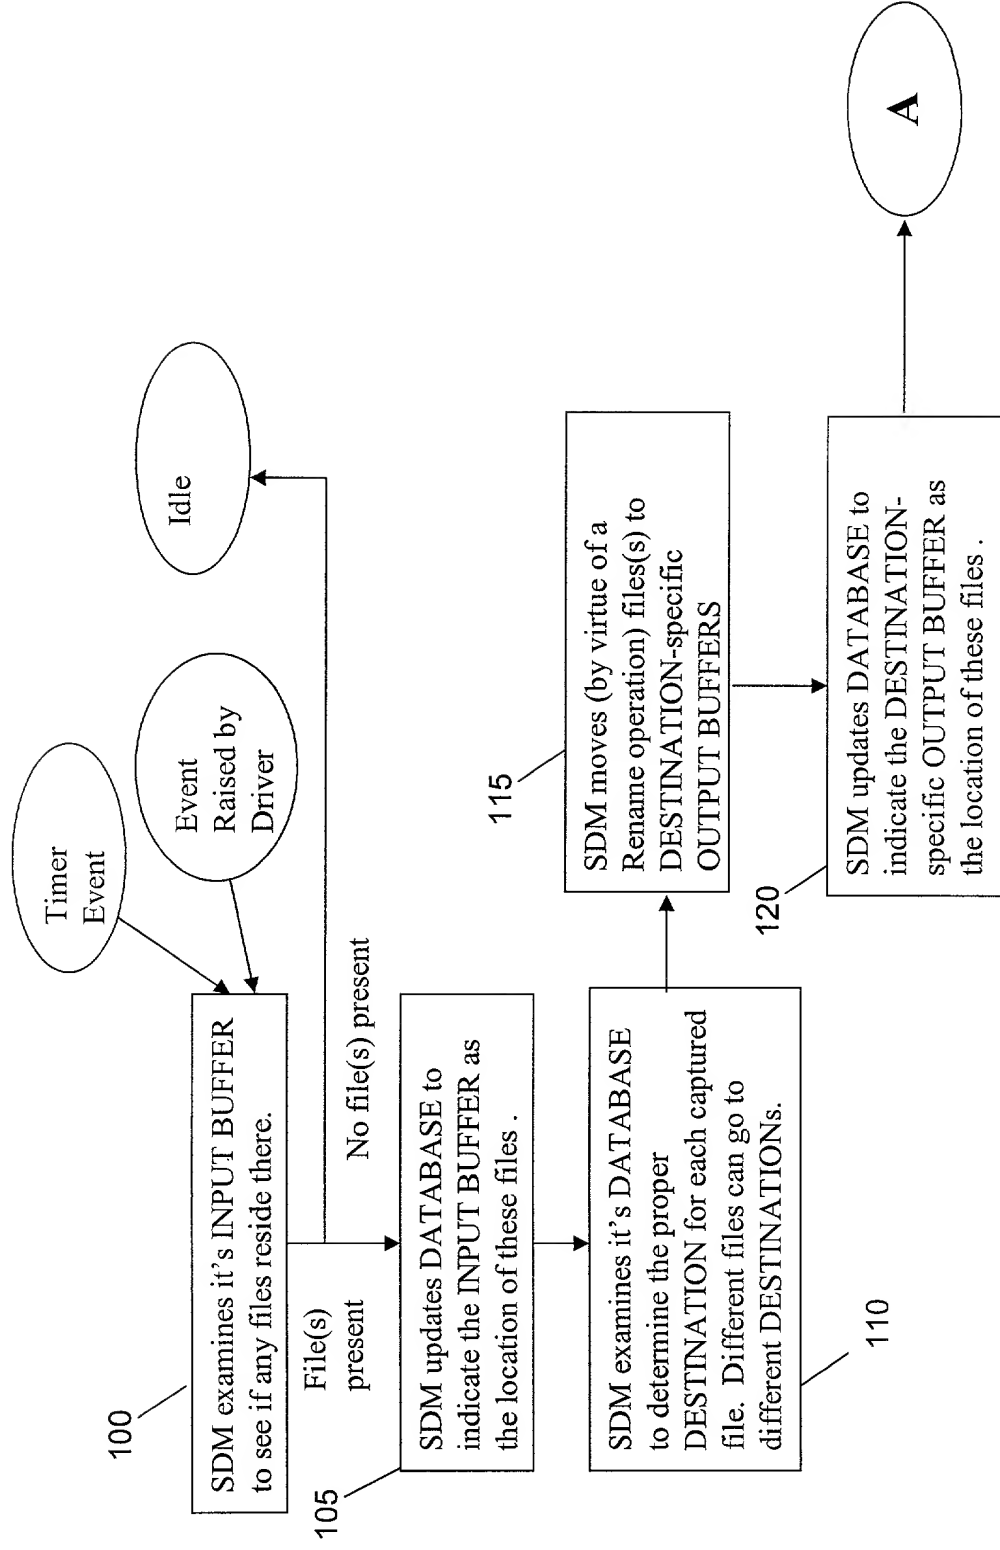 Timer
Event
Event
Raised by
Driver
Idle
100
SDM examines it's INPUT BUFFER
to see if any files reside there.
File(s)
present
No file(s) present
105
SDM updates DATABASE to
indicate the INPUT BUFFER as
the location of these files .
SDM examines it's DATABASE
to determine the proper
DESTINATION for each captured
file. Different files can go to
different DESTINATIONs.
110
115
SDM moves (by virtue of a
Rename operation) files(s) to
DESTINATION-specific
OUTPUT BUFFERS
120
SDM updates DATABASE to
indicate the DESTINATION-
specific OUTPUT BUFFER as
the location of these files .
A